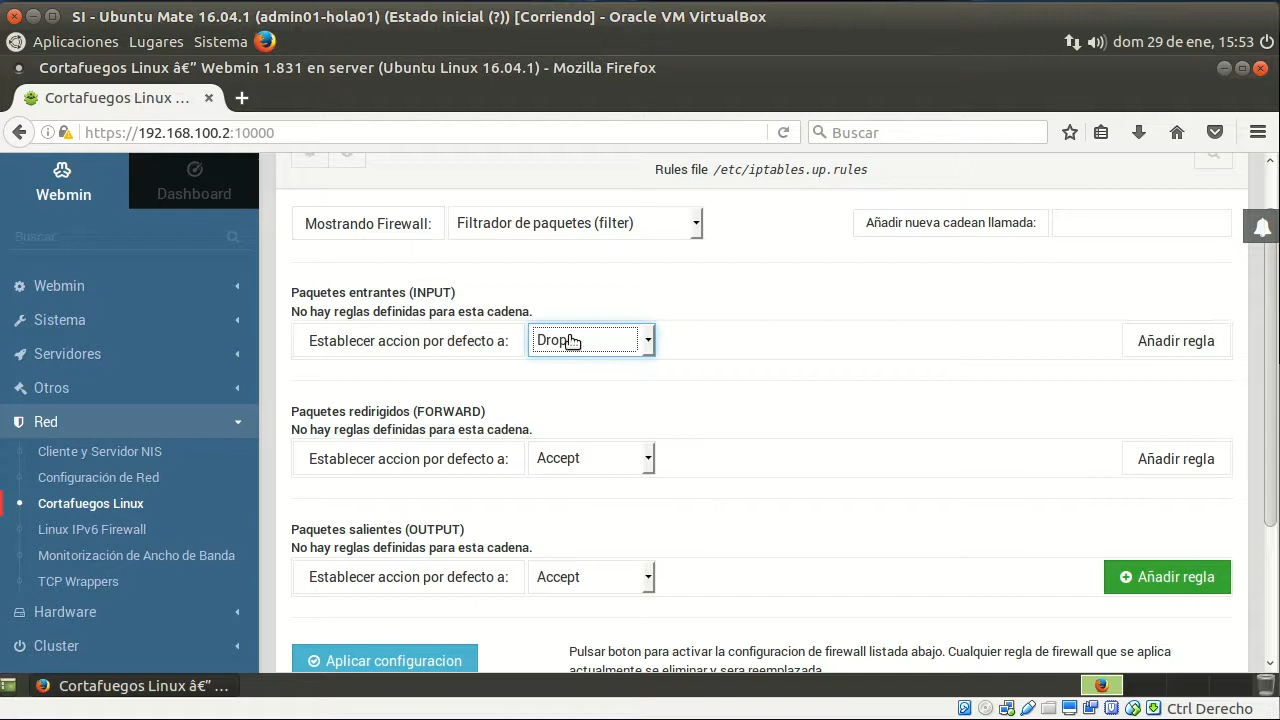 SI - Ubuntu Mate 16.04.1 (admin01-hola01) (Estado inicial (?)) [Corriendo] - Oracle VM VirtualBox
Aplicaciones Lugares Sistema
dom 29 de ene, 15:53
Cortafuegos Linux â€” Webmin 1.831 en server (Ubuntu Linux 16.04.1) - Mozilla Firefox
Cortafuegos Linux ...
https://192.168.100.2:10000
Buscar
Webmin
Dashboard
Rules file /etc/iptables.up.rules
Buscar
Mostrando Firewall:
Filtrador de paquetes (filter)
Añadir nueva cadean llamada:
Webmin
Sistema
Servidores
Otros
Red
Cliente y Servidor NIS
Configuración de Red
Cortafuegos Linux
Linux IPv6 Firewall
Monitorización de Ancho de Banda
TCP Wrappers
Hardware
Cluster
Paquetes entrantes (INPUT)
No hay reglas definidas para esta cadena.
Establecer accion por defecto a:
Drop
Añadir regla
Paquetes redirigidos (FORWARD)
No hay reglas definidas para esta cadena.
Establecer accion por defecto a:
Accept
Añadir regla
Paquetes salientes (OUTPUT)
No hay reglas definidas para esta cadena.
Establecer accion por defecto a:
Accept
Añadir regla
Aplicar configuracion
Pulsar boton para activar la configuracion de firewall listada abajo. Cualquier regla de firewall que se aplica
actualmente se eliminar y sera reemplazada
Cortafuegos Linux â€” ...
Ctrl Derecho